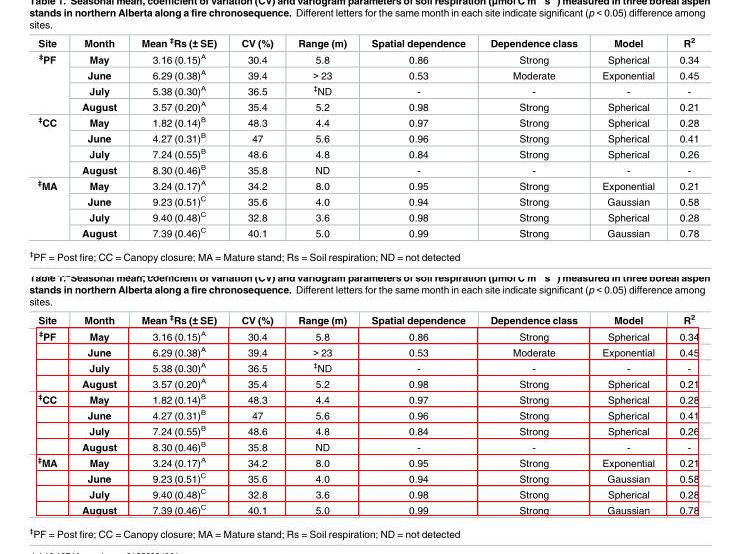 Table 1. Seasonal mean, coefficient of variation (CV) and variogram parameters of soil respiration (μmol C m s ) measured in three boreal aspen
stands in northern Alberta along a fire chronosequence. Different letters for the same month in each site indicate significant (p < 0.05) difference among
sites.
Site Month Mean ‡Rs (± SE) CV (%) Range (m) Spatial dependence Dependence class Model R²
‡PF May 3.16 (0.15)A 30.4 5.8 0.86 Strong Spherical 0.34
June 6.29 (0.38)A 39.4 > 23 0.53 Moderate Exponential 0.45
July 5.38 (0.30)A 36.5 ‡ND - - - -
August 3.57 (0.20)A 35.4 5.2 0.98 Strong Spherical 0.21
‡CC May 1.82 (0.14)B 48.3 4.4 0.97 Strong Spherical 0.28
June 4.27 (0.31)B 47 5.6 0.96 Strong Spherical 0.41
July 7.24 (0.55)B 48.6 4.8 0.84 Strong Spherical 0.26
August 8.30 (0.46)B 35.8 ND - - - -
‡MA May 3.24 (0.17)A 34.2 8.0 0.95 Strong Exponential 0.21
June 9.23 (0.51)C 35.6 4.0 0.94 Strong Gaussian 0.58
July 9.40 (0.48)C 32.8 3.6 0.98 Strong Spherical 0.28
August 7.39 (0.46)C 40.1 5.0 0.99 Strong Gaussian 0.78
‡PF = Post fire; CC = Canopy closure; MA = Mature stand; Rs = Soil respiration; ND = not detected
Table 1. Seasonal mean, coefficient of variation (CV) and variogram parameters of soil respiration (μmol C m s ) measured in three boreal aspen
stands in northern Alberta along a fire chronosequence. Different letters for the same month in each site indicate significant (p < 0.05) difference among
sites.
Site Month Mean ‡Rs (± SE) CV (%) Range (m) Spatial dependence Dependence class Model R²
‡PF May 3.16 (0.15)A 30.4 5.8 0.86 Strong Spherical 0.34
June 6.29 (0.38)A 39.4 > 23 0.53 Moderate Exponential 0.45
July 5.38 (0.30)A 36.5 ‡ND - - - -
August 3.57 (0.20)A 35.4 5.2 0.98 Strong Spherical 0.21
‡CC May 1.82 (0.14)B 48.3 4.4 0.97 Strong Spherical 0.28
June 4.27 (0.31)B 47 5.6 0.96 Strong Spherical 0.41
July 7.24 (0.55)B 48.6 4.8 0.84 Strong Spherical 0.26
August 8.30 (0.46)B 35.8 ND - - - -
‡MA May 3.24 (0.17)A 34.2 8.0 0.95 Strong Exponential 0.21
June 9.23 (0.51)C 35.6 4.0 0.94 Strong Gaussian 0.58
July 9.40 (0.48)C 32.8 3.6 0.98 Strong Spherical 0.28
August 7.39 (0.46)C 40.1 5.0 0.99 Strong Gaussian 0.78
‡PF = Post fire; CC = Canopy closure; MA = Mature stand; Rs = Soil respiration; ND = not detected